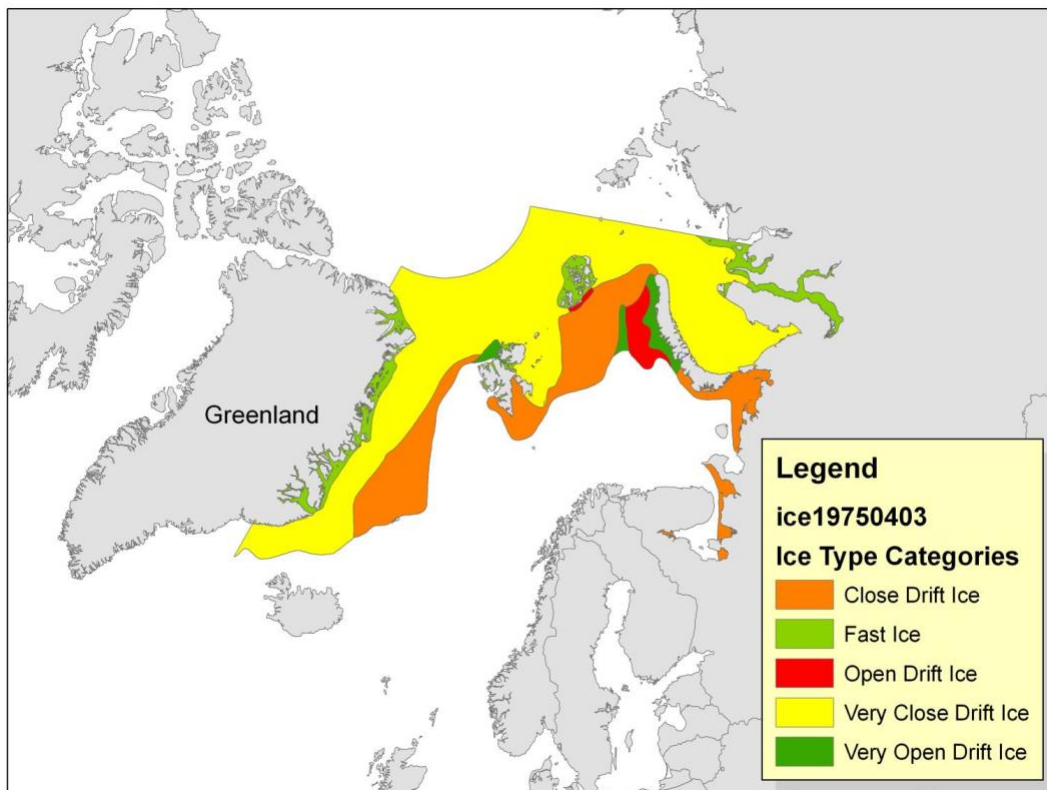 Greenland
Legend
ice19750403
Ice Type Categories
Close Drift Ice
Fast Ice
Open Drift Ice
Very Close Drift Ice
Very Open Drift Ice